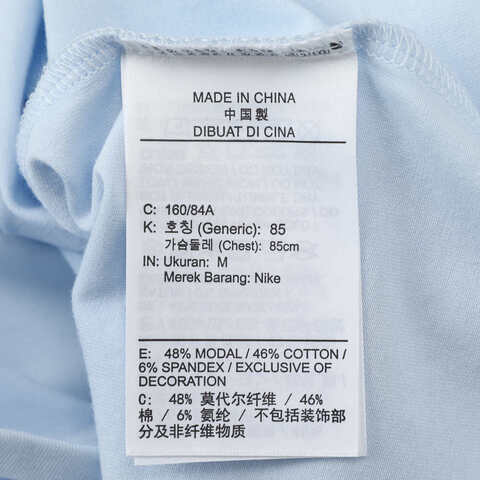 MADE IN CHINA
中国製
DIBUAT DI CINA
C: 160/84A
K: 호칭 (Generic): 85
가슴둘레 (Chest): 85cm
IN: Ukuran: M
Merek Barang: Nike
E: 48% MODAL / 46% COTTON /
6% SPANDEX / EXCLUSIVE OF
DECORATION
C: 48% 莫代尔纤维 / 46%
棉 / 6% 氨纶 / 不包括装饰部
分及非纤维物质